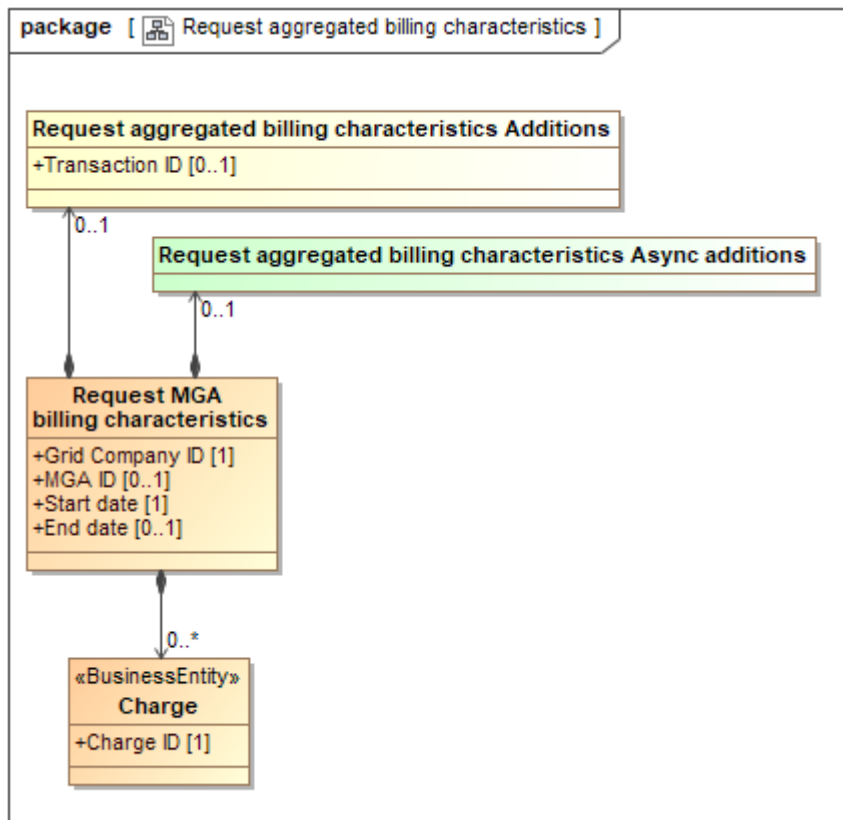 package [ Request aggregated billing characteristics ]
Request aggregated billing characteristics Additions
+Transaction ID [0..1]
0..1
Request aggregated billing characteristics Async additions
0..1
Request MGA
billing characteristics
+Grid Company ID [1]
+MGA ID [0..1]
+Start date [1]
+End date [0..1]
0..*
«BusinessEntity»
Charge
+Charge ID [1]